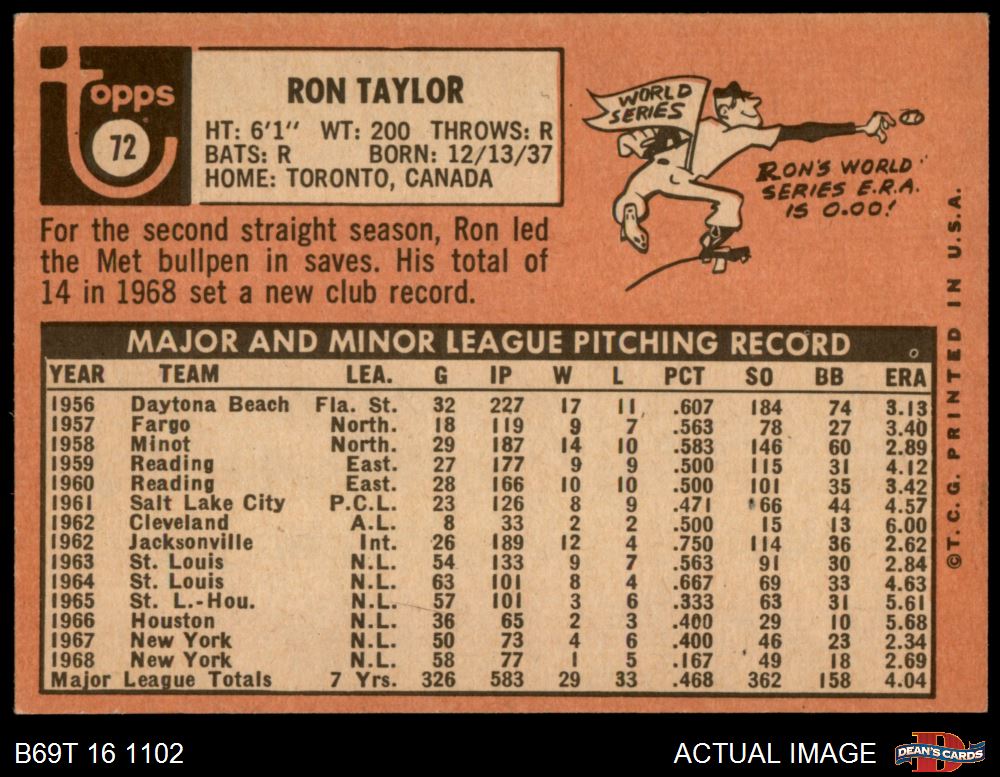 Topps
72
RON TAYLOR
HT: 6'1" WT: 200 THROWS: R
BATS: R BORN: 12/13/37
HOME: TORONTO, CANADA
For the second straight season, Ron led
the Met bullpen in saves. His total of
14 in 1968 set a new club record.
WORLD
SERIES
RON'S WORLD
SERIES E.R.A.
IS 0.00!
MAJOR AND MINOR LEAGUE PITCHING RECORD
YEAR TEAM LEA. G IP W L PCT SO BB ERA
1956 Daytona Beach Fla. St. 32 227 17 11 .607 184 74 3.13
1957 Fargo North. 18 119 9 7 .563 78 27 3.40
1958 Minot North. 29 187 14 10 .583 146 60 2.89
1959 Reading East. 27 177 9 9 .500 115 31 4.12
1960 Reading East. 28 166 10 10 .500 101 35 3.42
1961 Salt Lake City P.C.L. 23 126 8 9 .471 66 44 4.57
1962 Cleveland A.L. 8 33 2 2 .500 15 13 6.00
1962 Jacksonville Int. 26 189 12 4 .750 114 36 2.62
1963 St. Louis N.L. 54 133 9 7 .563 91 30 2.84
1964 St. Louis N.L. 63 101 8 4 .667 69 33 4.63
1965 St. L.-Hou. N.L. 57 101 3 6 .333 63 31 5.61
1966 Houston N.L. 36 65 2 3 .400 29 10 5.68
1967 New York N.L. 50 73 4 6 .400 46 23 2.34
1968 New York N.L. 58 77 1 5 .167 49 18 2.69
Major League Totals 7 Yrs. 326 583 29 33 .468 362 158 4.04
©T.C.G. PRINTED IN U.S.A.
B69T 16 1102
ACTUAL IMAGE
D
DEAN'S CARDS